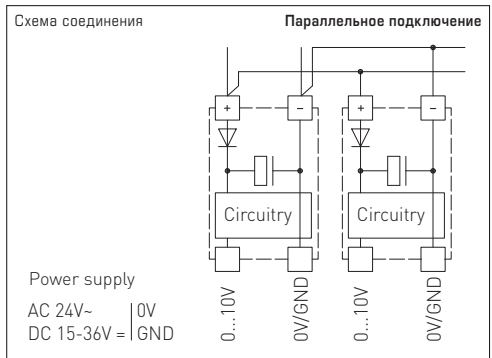 Схема соединения
Параллельное подключение
+ − + −
Circuitry Circuitry
Power supply
AC 24V~ 0V
DC 15-36V = GND
0...10V
0V/GND
0...10V
0V/GND